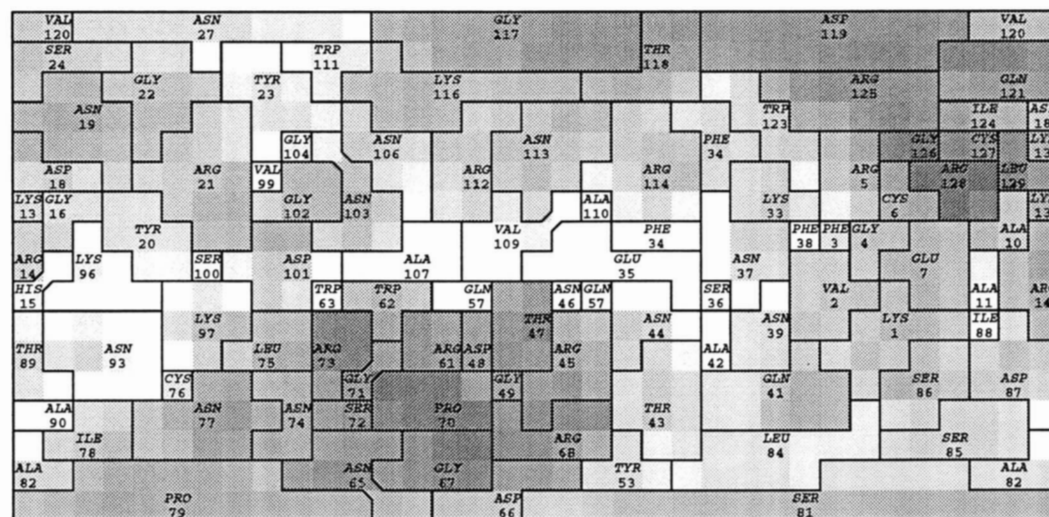 VAL ASN GLY ASP VAL
120 27 117 119 120
SER TRP THR
24 111 118
GLY TYR LYS ARG GLN
22 23 116 125 121
ASN TRP ILE AS
19 123 124 18
GLY ASN ASN PHE GLY CYS LY
104 106 113 34 126 127 13
ASP ARG VAL ARG ARG ARG ARG LEU
18 21 99 112 114 5 128 129
LYS GLY GLY ASN ALA LYS CYS LY
13 16 102 103 110 33 6 13
TYR VAL PHE PHE PHE GLY ALA
20 109 34 38 3 4 10
ARG LYS SER ASP ALA GLU ASN GLU
14 96 100 101 107 35 37 7
HIS TRP TRP GLN ASN GLN SER VAL ALA AR
15 63 62 57 46 57 36 2 11 14
LYS THR ASN ASN LYS ILE
97 47 44 39 1 88
THR ASN LEU ARG ARG ASP ARG ALA
89 93 75 73 61 48 45 42
CYS GLY GLY GLN SER ASP
76 71 49 41 86 87
ALA ASN ASN SER PRO THR
90 77 74 72 70 43
ILE ARG LEU SER
78 68 84 85
ALA ASN GLY TYR ALA
82 65 67 53 82
PRO ASP SER
79 66 81